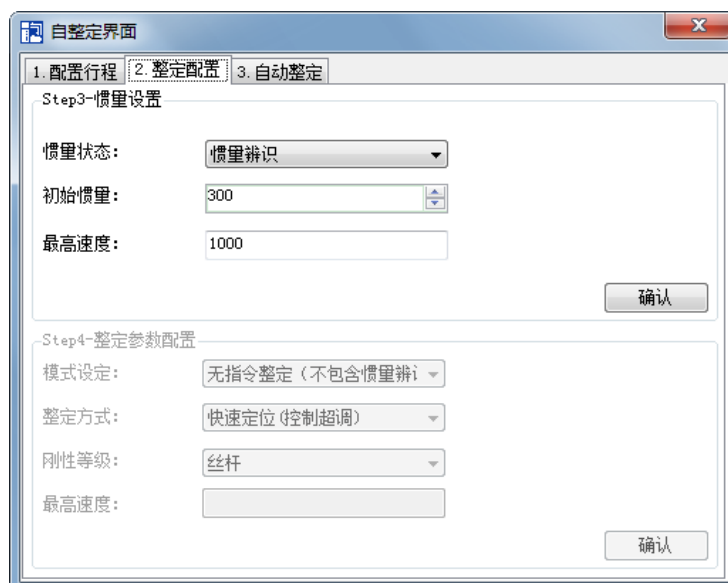 自整定界面
1.配置行程 2.整定配置 3.自动整定
Step3-惯量设置
惯量状态： 惯量辨识
初始惯量： 300
最高速度： 1000
确认
Step4-整定参数配置
模式设定： 无指令整定（不包含惯量辨
整定方式： 快速定位(控制超调)
刚性等级： 丝杆
最高速度：
确认